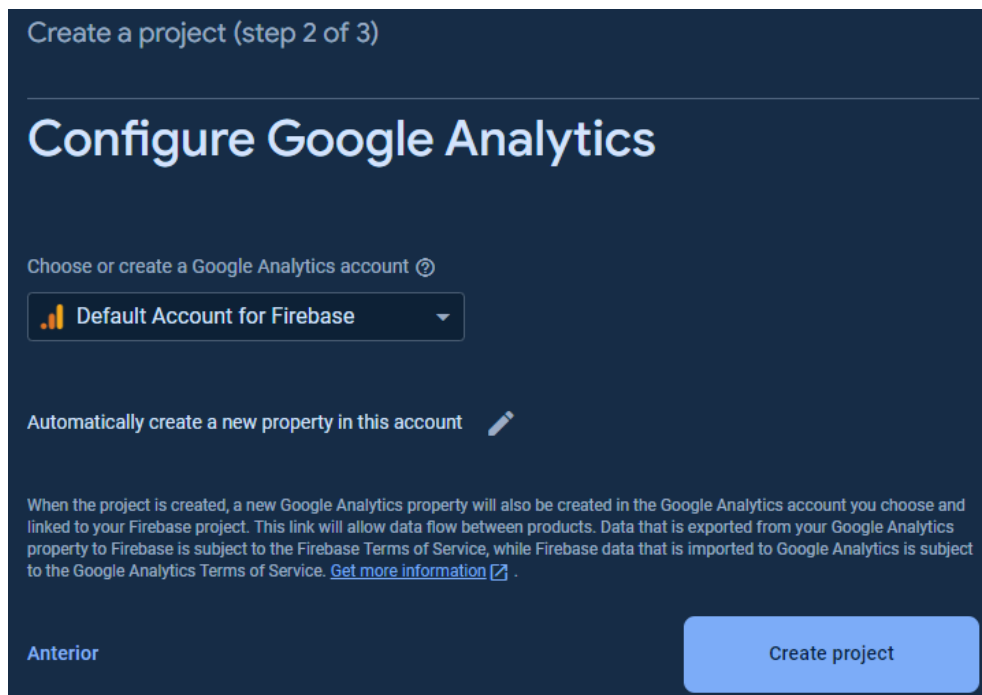 Create a project (step 2 of 3)
Configure Google Analytics
Choose or create a Google Analytics account
Default Account for Firebase
Automatically create a new property in this account
When the project is created, a new Google Analytics property will also be created in the Google Analytics account you choose and
linked to your Firebase project. This link will allow data flow between products. Data that is exported from your Google Analytics
property to Firebase is subject to the Firebase Terms of Service, while Firebase data that is imported to Google Analytics is subject
to the Google Analytics Terms of Service. Get more information .
Anterior
Create project